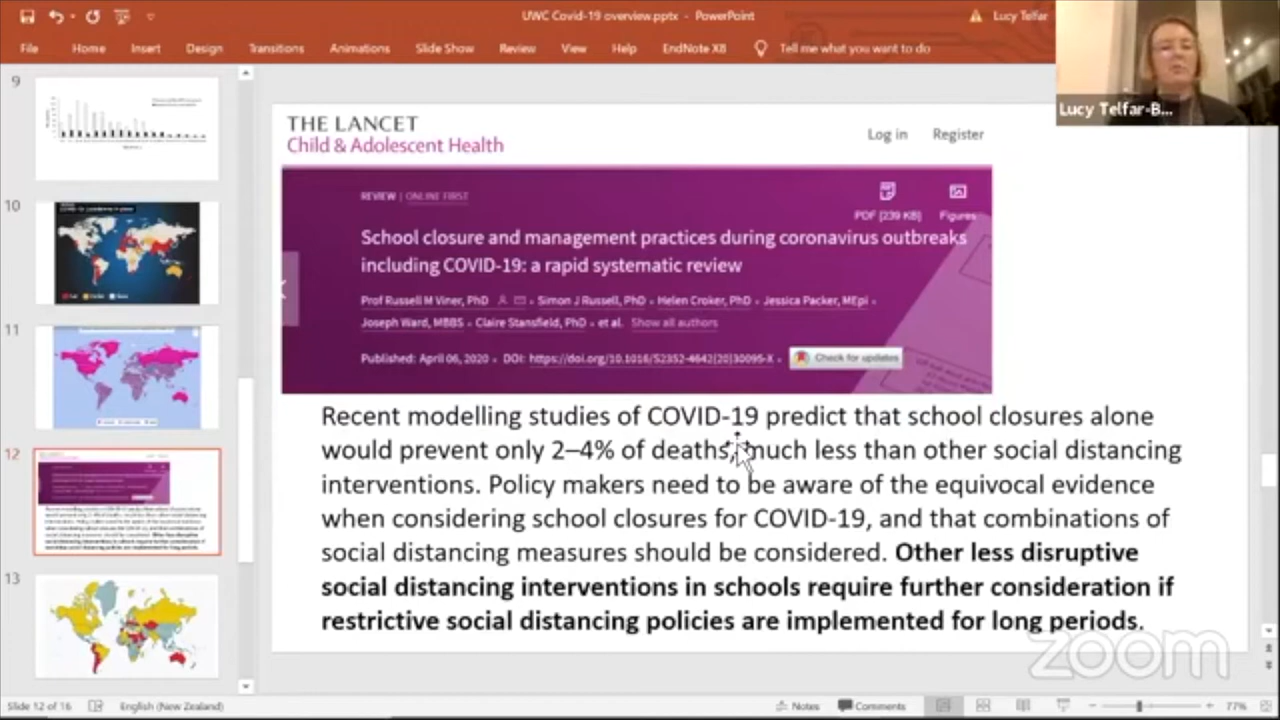 UWC Covid-19 overview.pptx - PowerPoint
Lucy Telfar
File Home Insert Design Transitions Animations Slide Show Review View Help EndNote X8 Tell me what you want to do
Lucy Telfar-B...
9
10
11
12
13
THE LANCET
Child & Adolescent Health
Log in Register
REVIEW | ONLINE FIRST
PDF [239 KB] Figures
School closure and management practices during coronavirus outbreaks
including COVID-19: a rapid systematic review
Prof Russell M Viner, PhD • Simon J Russell, PhD • Helen Croker, PhD • Jessica Packer, MEpi •
Joseph Ward, MBBS • Claire Stansfield, PhD • et al. Show all authors
Published: April 06, 2020 • DOI: https://doi.org/10.1016/S2352-4642(20)30095-X • Check for updates
Recent modelling studies of COVID-19 predict that school closures alone
would prevent only 2–4% of deaths, much less than other social distancing
interventions. Policy makers need to be aware of the equivocal evidence
when considering school closures for COVID-19, and that combinations of
social distancing measures should be considered. Other less disruptive
social distancing interventions in schools require further consideration if
restrictive social distancing policies are implemented for long periods.
zoom
Slide 12 of 16 English (New Zealand) Notes Comments 77%